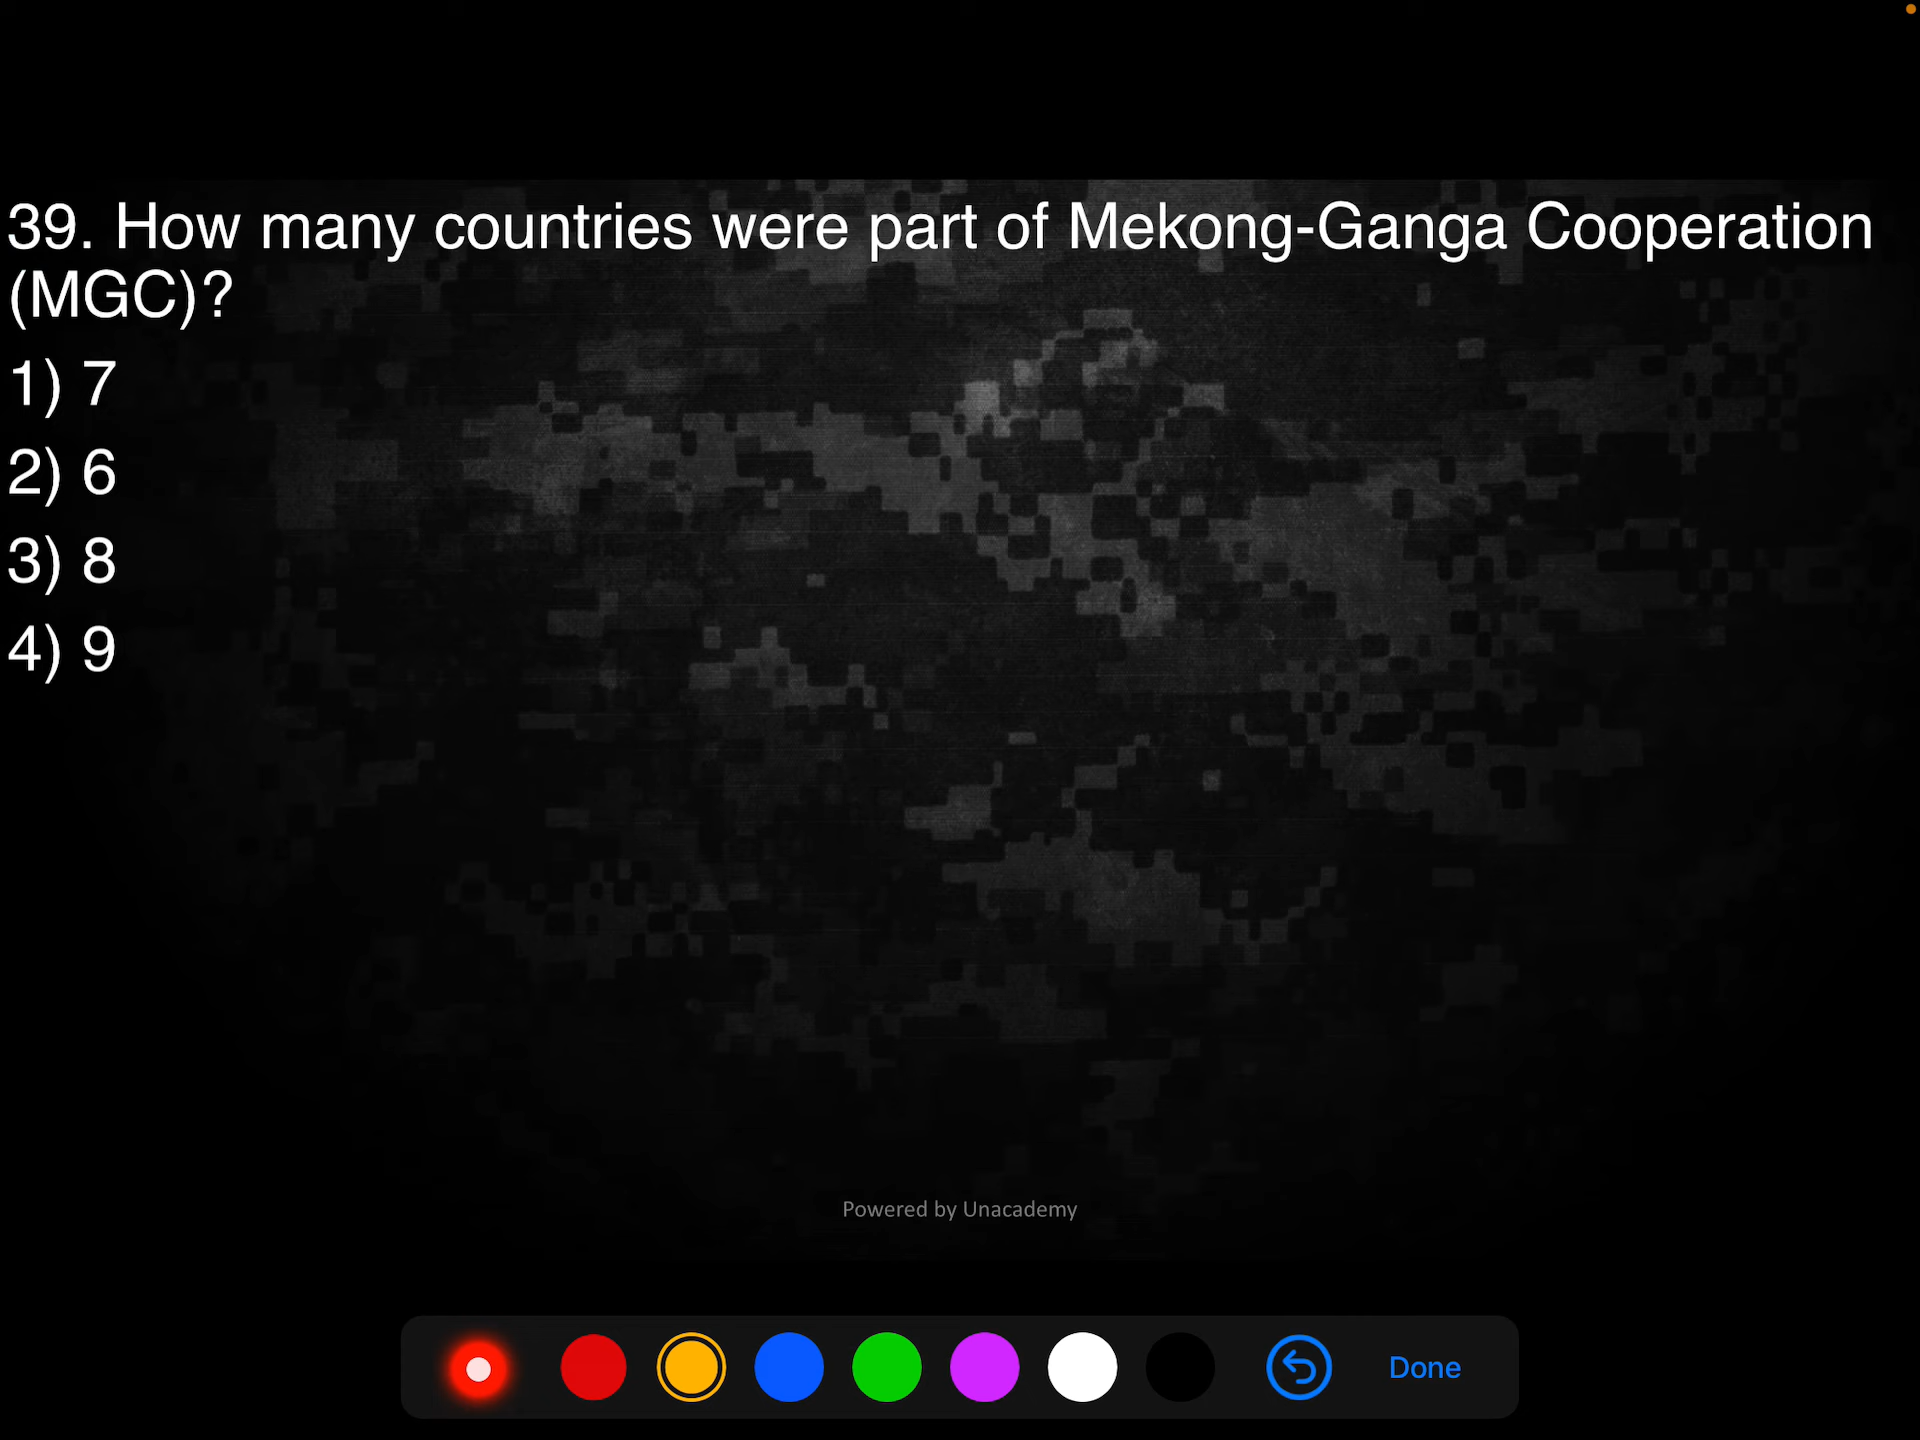 39. How many countries were part of Mekong-Ganga Cooperation
(MGC)?
1) 7
2) 6
3) 8
4) 9
Powered by Unacademy
Done